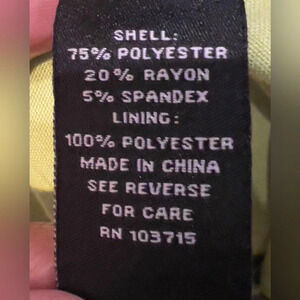 SHELL:
75% POLYESTER
20% RAYON
5% SPANDEX
LINING:
100% POLYESTER
MADE IN CHINA
SEE REVERSE
FOR CARE
RN 103715